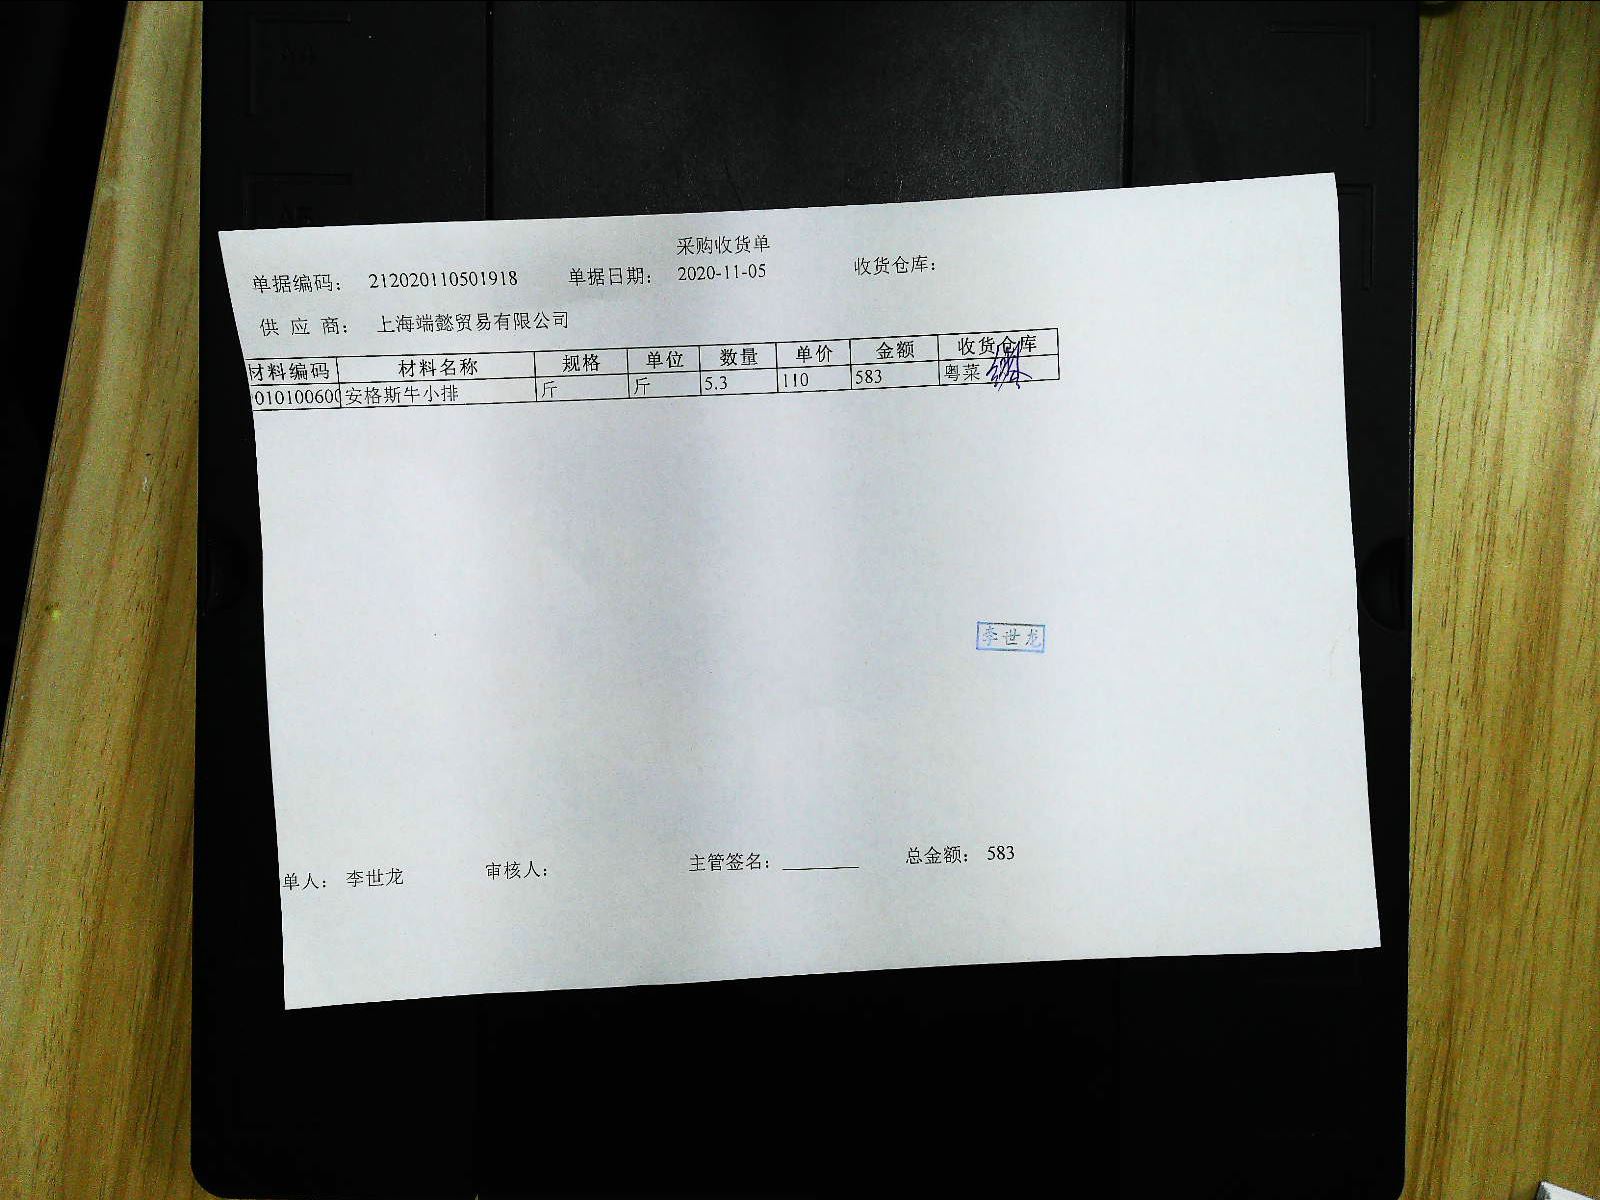 采购收货单
单据编码： 212020110501918 单据日期： 2020-11-05 收货仓库：
供 应 商： 上海端懿贸易有限公司
材料编码 材料名称 规格 单位 数量 单价 金额 收货仓库
010100600 安格斯牛小排 斤 斤 5.3 110 583 粤菜
李世龙
单人： 李世龙 审核人： 主管签名： 总金额： 583